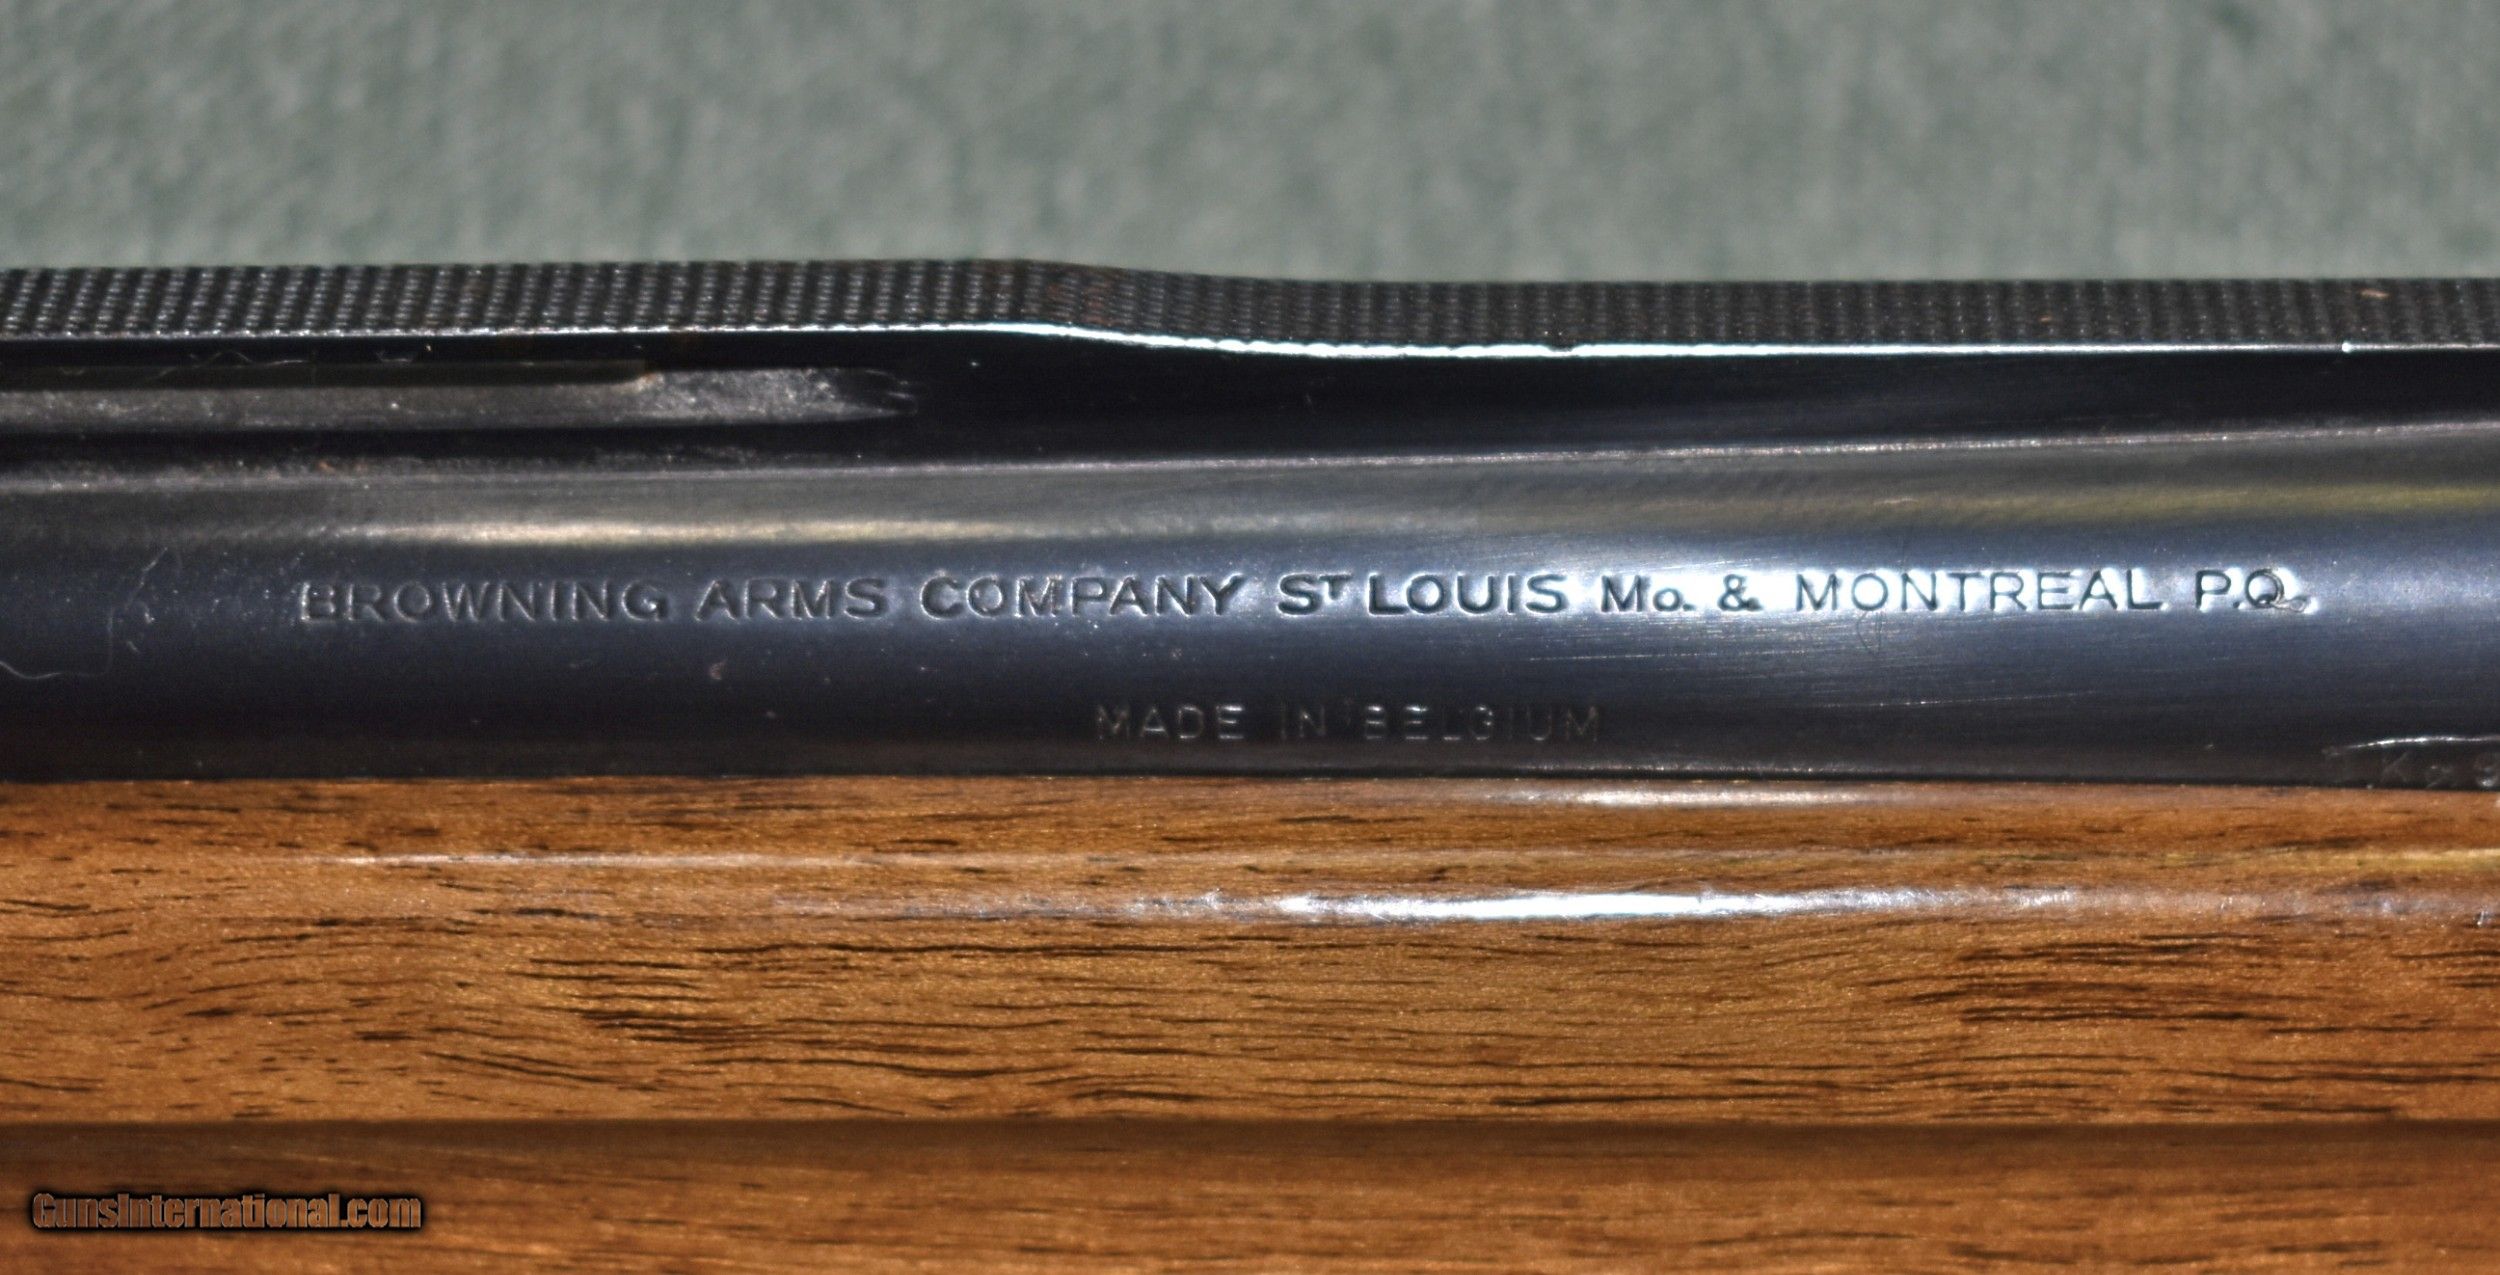 BROWNING ARMS COMPANY ST LOUIS Mo. & MONTREAL P.Q.
MADE IN BELGIUM
GunsInternational.com